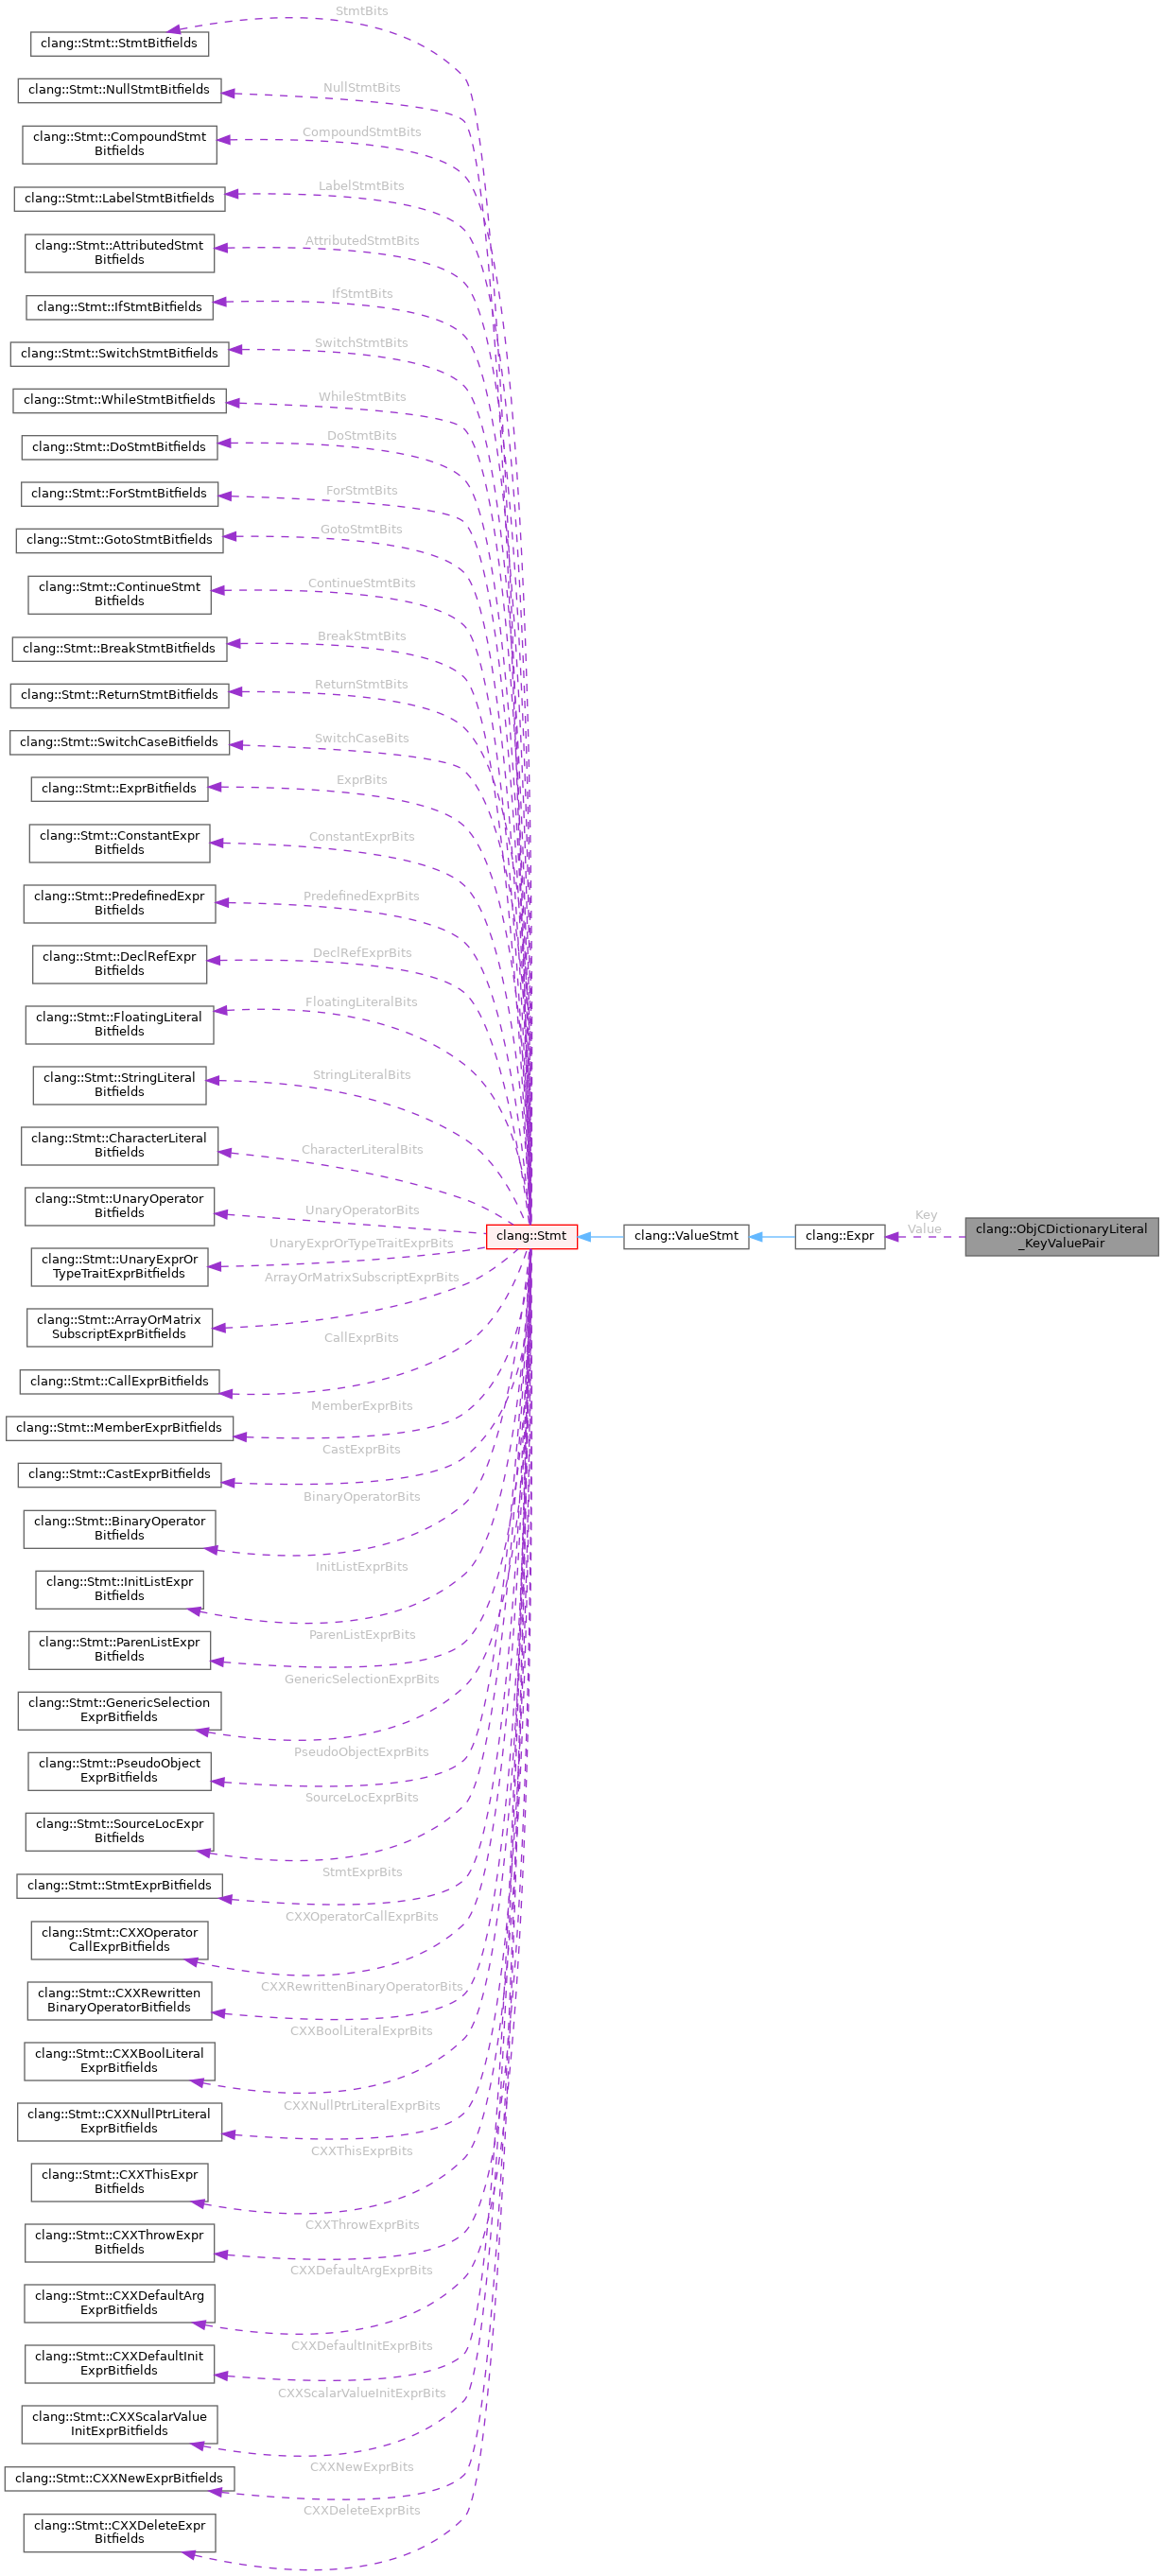 StmtBits
clang::Stmt::StmtBitfields
NullStmtBits
clang::Stmt::NullStmtBitfields
CompoundStmtBits
clang::Stmt::CompoundStmt
Bitfields
LabelStmtBits
clang::Stmt::LabelStmtBitfields
AttributedStmtBits
clang::Stmt::AttributedStmt
Bitfields
IfStmtBits
clang::Stmt::IfStmtBitfields
SwitchStmtBits
clang::Stmt::SwitchStmtBitfields
WhileStmtBits
clang::Stmt::WhileStmtBitfields
DoStmtBits
clang::Stmt::DoStmtBitfields
ForStmtBits
clang::Stmt::ForStmtBitfields
GotoStmtBits
clang::Stmt::GotoStmtBitfields
ContinueStmtBits
clang::Stmt::ContinueStmt
Bitfields
BreakStmtBits
clang::Stmt::BreakStmtBitfields
ReturnStmtBits
clang::Stmt::ReturnStmtBitfields
SwitchCaseBits
clang::Stmt::SwitchCaseBitfields
ExprBits
clang::Stmt::ExprBitfields
ConstantExprBits
clang::Stmt::ConstantExpr
Bitfields
PredefinedExprBits
clang::Stmt::PredefinedExpr
Bitfields
DeclRefExprBits
clang::Stmt::DeclRefExpr
Bitfields
FloatingLiteralBits
clang::Stmt::FloatingLiteral
Bitfields
StringLiteralBits
clang::Stmt::StringLiteral
Bitfields
CharacterLiteralBits
clang::Stmt::CharacterLiteral
Bitfields
UnaryOperatorBits
clang::Stmt::UnaryOperator
Bitfields
clang::Stmt
clang::ValueStmt
clang::Expr
Key
Value
clang::ObjCDictionaryLiteral
_KeyValuePair
UnaryExprOrTypeTraitExprBits
clang::Stmt::UnaryExprOr
TypeTraitExprBitfields
ArrayOrMatrixSubscriptExprBits
clang::Stmt::ArrayOrMatrix
SubscriptExprBitfields
CallExprBits
clang::Stmt::CallExprBitfields
MemberExprBits
clang::Stmt::MemberExprBitfields
CastExprBits
clang::Stmt::CastExprBitfields
BinaryOperatorBits
clang::Stmt::BinaryOperator
Bitfields
InitListExprBits
clang::Stmt::InitListExpr
Bitfields
ParenListExprBits
clang::Stmt::ParenListExpr
Bitfields
GenericSelectionExprBits
clang::Stmt::GenericSelection
ExprBitfields
PseudoObjectExprBits
clang::Stmt::PseudoObject
ExprBitfields
SourceLocExprBits
clang::Stmt::SourceLocExpr
Bitfields
StmtExprBits
clang::Stmt::StmtExprBitfields
CXXOperatorCallExprBits
clang::Stmt::CXXOperator
CallExprBitfields
CXXRewrittenBinaryOperatorBits
clang::Stmt::CXXRewritten
BinaryOperatorBitfields
CXXBoolLiteralExprBits
clang::Stmt::CXXBoolLiteral
ExprBitfields
CXXNullPtrLiteralExprBits
clang::Stmt::CXXNullPtrLiteral
ExprBitfields
CXXThisExprBits
clang::Stmt::CXXThisExpr
Bitfields
CXXThrowExprBits
clang::Stmt::CXXThrowExpr
Bitfields
CXXDefaultArgExprBits
clang::Stmt::CXXDefaultArg
ExprBitfields
CXXDefaultInitExprBits
clang::Stmt::CXXDefaultInit
ExprBitfields
CXXScalarValueInitExprBits
clang::Stmt::CXXScalarValue
InitExprBitfields
CXXNewExprBits
clang::Stmt::CXXNewExprBitfields
CXXDeleteExprBits
clang::Stmt::CXXDeleteExpr
Bitfields